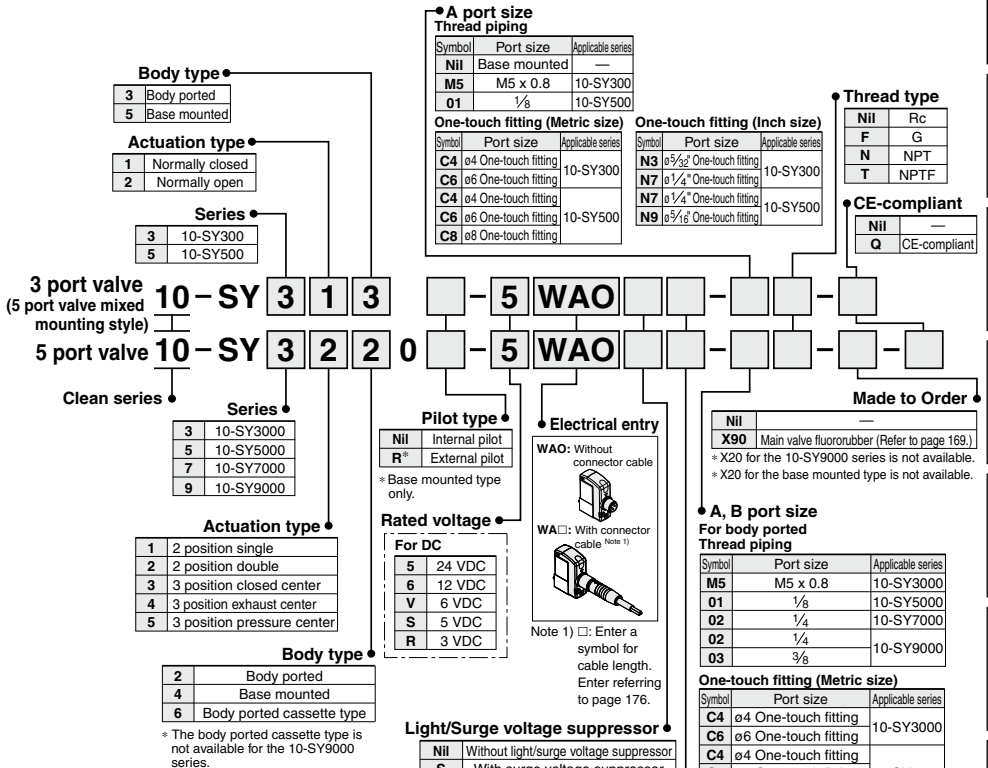 A port size
Thread piping
Symbol Port size Applicable series
Nil Base mounted —
M5 M5 x 0.8 10-SY300
01 1/8 10-SY500
One-touch fitting (Metric size)
Symbol Port size Applicable series
C4 ø4 One-touch fitting 10-SY300
C6 ø6 One-touch fitting
C4 ø4 One-touch fitting 10-SY500
C6 ø6 One-touch fitting
C8 ø8 One-touch fitting
One-touch fitting (Inch size)
Symbol Port size Applicable series
N3 ø5/32" One-touch fitting 10-SY300
N7 ø1/4" One-touch fitting
N7 ø1/4" One-touch fitting 10-SY500
N9 ø5/16" One-touch fitting
Body type
3 Body ported
5 Base mounted
Actuation type
1 Normally closed
2 Normally open
Series
3 10-SY300
5 10-SY500
Thread type
Nil Rc
F G
N NPT
T NPTF
CE-compliant
Nil —
Q CE-compliant
3 port valve
(5 port valve mixed
mounting style)
10 – SY 3 1 3 – 5 WAO – –
5 port valve 10 – SY 3 2 2 0 – 5 WAO – – –
Clean series
Series
3 10-SY3000
5 10-SY5000
7 10-SY7000
9 10-SY9000
Actuation type
1 2 position single
2 2 position double
3 3 position closed center
4 3 position exhaust center
5 3 position pressure center
Body type
2 Body ported
4 Base mounted
6 Body ported cassette type
* The body ported cassette type is
not available for the 10-SY9000
series.
Pilot type
Nil Internal pilot
R* External pilot
* Base mounted type
only.
Rated voltage
For DC
5 24 VDC
6 12 VDC
V 6 VDC
S 5 VDC
R 3 VDC
Electrical entry
WAO: Without
connector cable
WA□: With connector
cable Note 1)
Note 1) □: Enter a
symbol for
cable length.
Enter referring
to page 176.
Light/Surge voltage suppressor
Nil Without light/surge voltage suppressor
S With surge voltage suppressor
Made to Order
Nil —
X90 Main valve fluororubber (Refer to page 169.)
* X20 for the 10-SY9000 series is not available.
* X20 for the base mounted type is not available.
A, B port size
For body ported
Thread piping
Symbol Port size Applicable series
M5 M5 x 0.8 10-SY3000
01 1/8 10-SY5000
02 1/4 10-SY7000
02 1/4 10-SY9000
03 3/8
One-touch fitting (Metric size)
Symbol Port size Applicable series
C4 ø4 One-touch fitting 10-SY3000
C6 ø6 One-touch fitting
C4 ø4 One-touch fitting